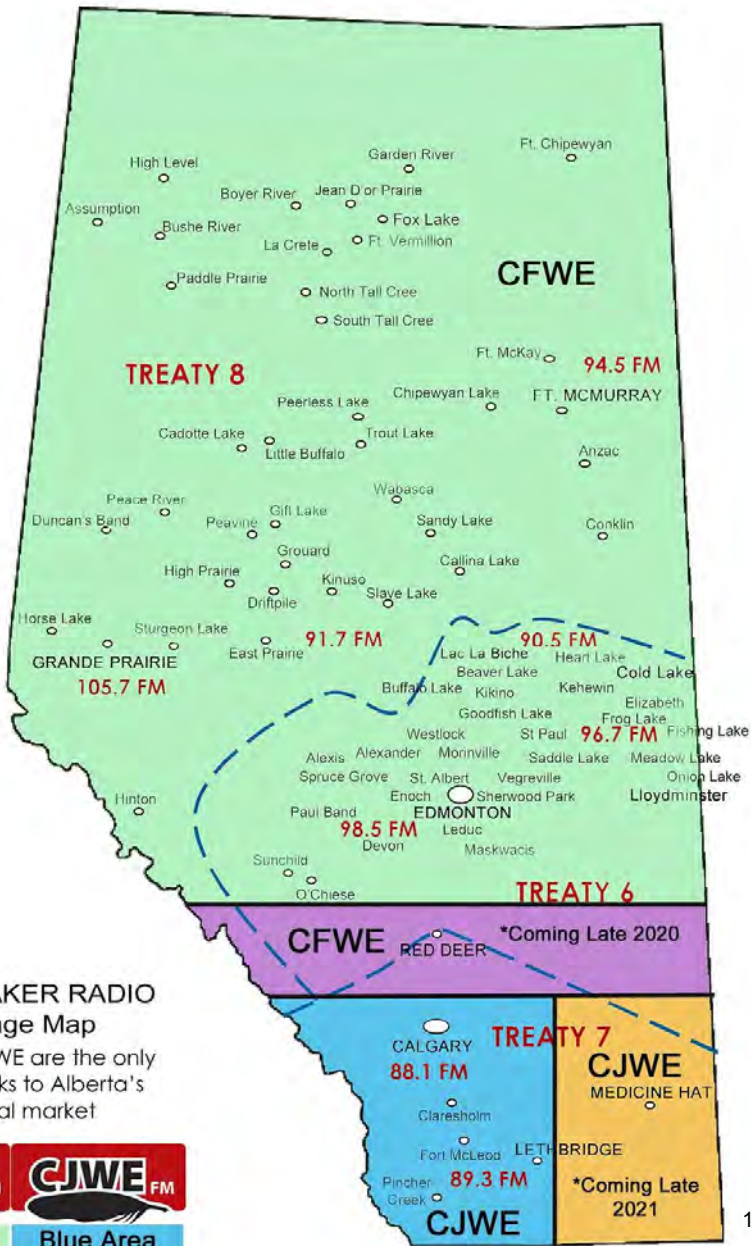 Ft. Chipewyan
Garden River
High Level
Boyer River
Jean D'or Prairie
Assumption
Fox Lake
Bushe River
Ft. Vermillion
La Crete
CFWE
Paddle Prairie
North Tall Cree
South Tall Cree
Ft. McKay
94.5 FM
TREATY 8
Chipewyan Lake
FT. MCMURRAY
Peerless Lake
Cadotte Lake
Trout Lake
Little Buffalo
Anzac
Wabasca
Peace River
Gift Lake
Duncan's Band
Peavine
Sandy Lake
Conklin
Grouard
High Prairie
Callina Lake
Kinuso
Driftpile
Slave Lake
Horse Lake
Sturgeon Lake
91.7 FM
90.5 FM
East Prairie
Lac La Biche
Heart Lake
GRANDE PRAIRIE
Beaver Lake
Cold Lake
105.7 FM
Buffalo Lake
Kikino
Kehewin
Elizabeth
Goodfish Lake
Frog Lake
Westlock
St Paul
96.7 FM
Fishing Lake
Alexis
Alexander
Morinville
Saddle Lake
Meadow Lake
Spruce Grove
St. Albert
Vegreville
Onion Lake
Hinton
Enoch
Sherwood Park
Lloydminster
Paul Band
EDMONTON
98.5 FM
Leduc
Devon
Maskwacis
Sunchild
O'Chiese
TREATY 6
CFWE
RED DEER
*Coming Late 2020
AKER RADIO
ge Map
WE are the only
ks to Alberta's
al market
CALGARY
TREATY 7
88.1 FM
CJWE
MEDICINE HAT
Claresholm
Fort McLeod
LETHBRIDGE
Pincher
Creek
89.3 FM
*Coming Late
2021
CJWE
CJWE FM
Blue Area
1